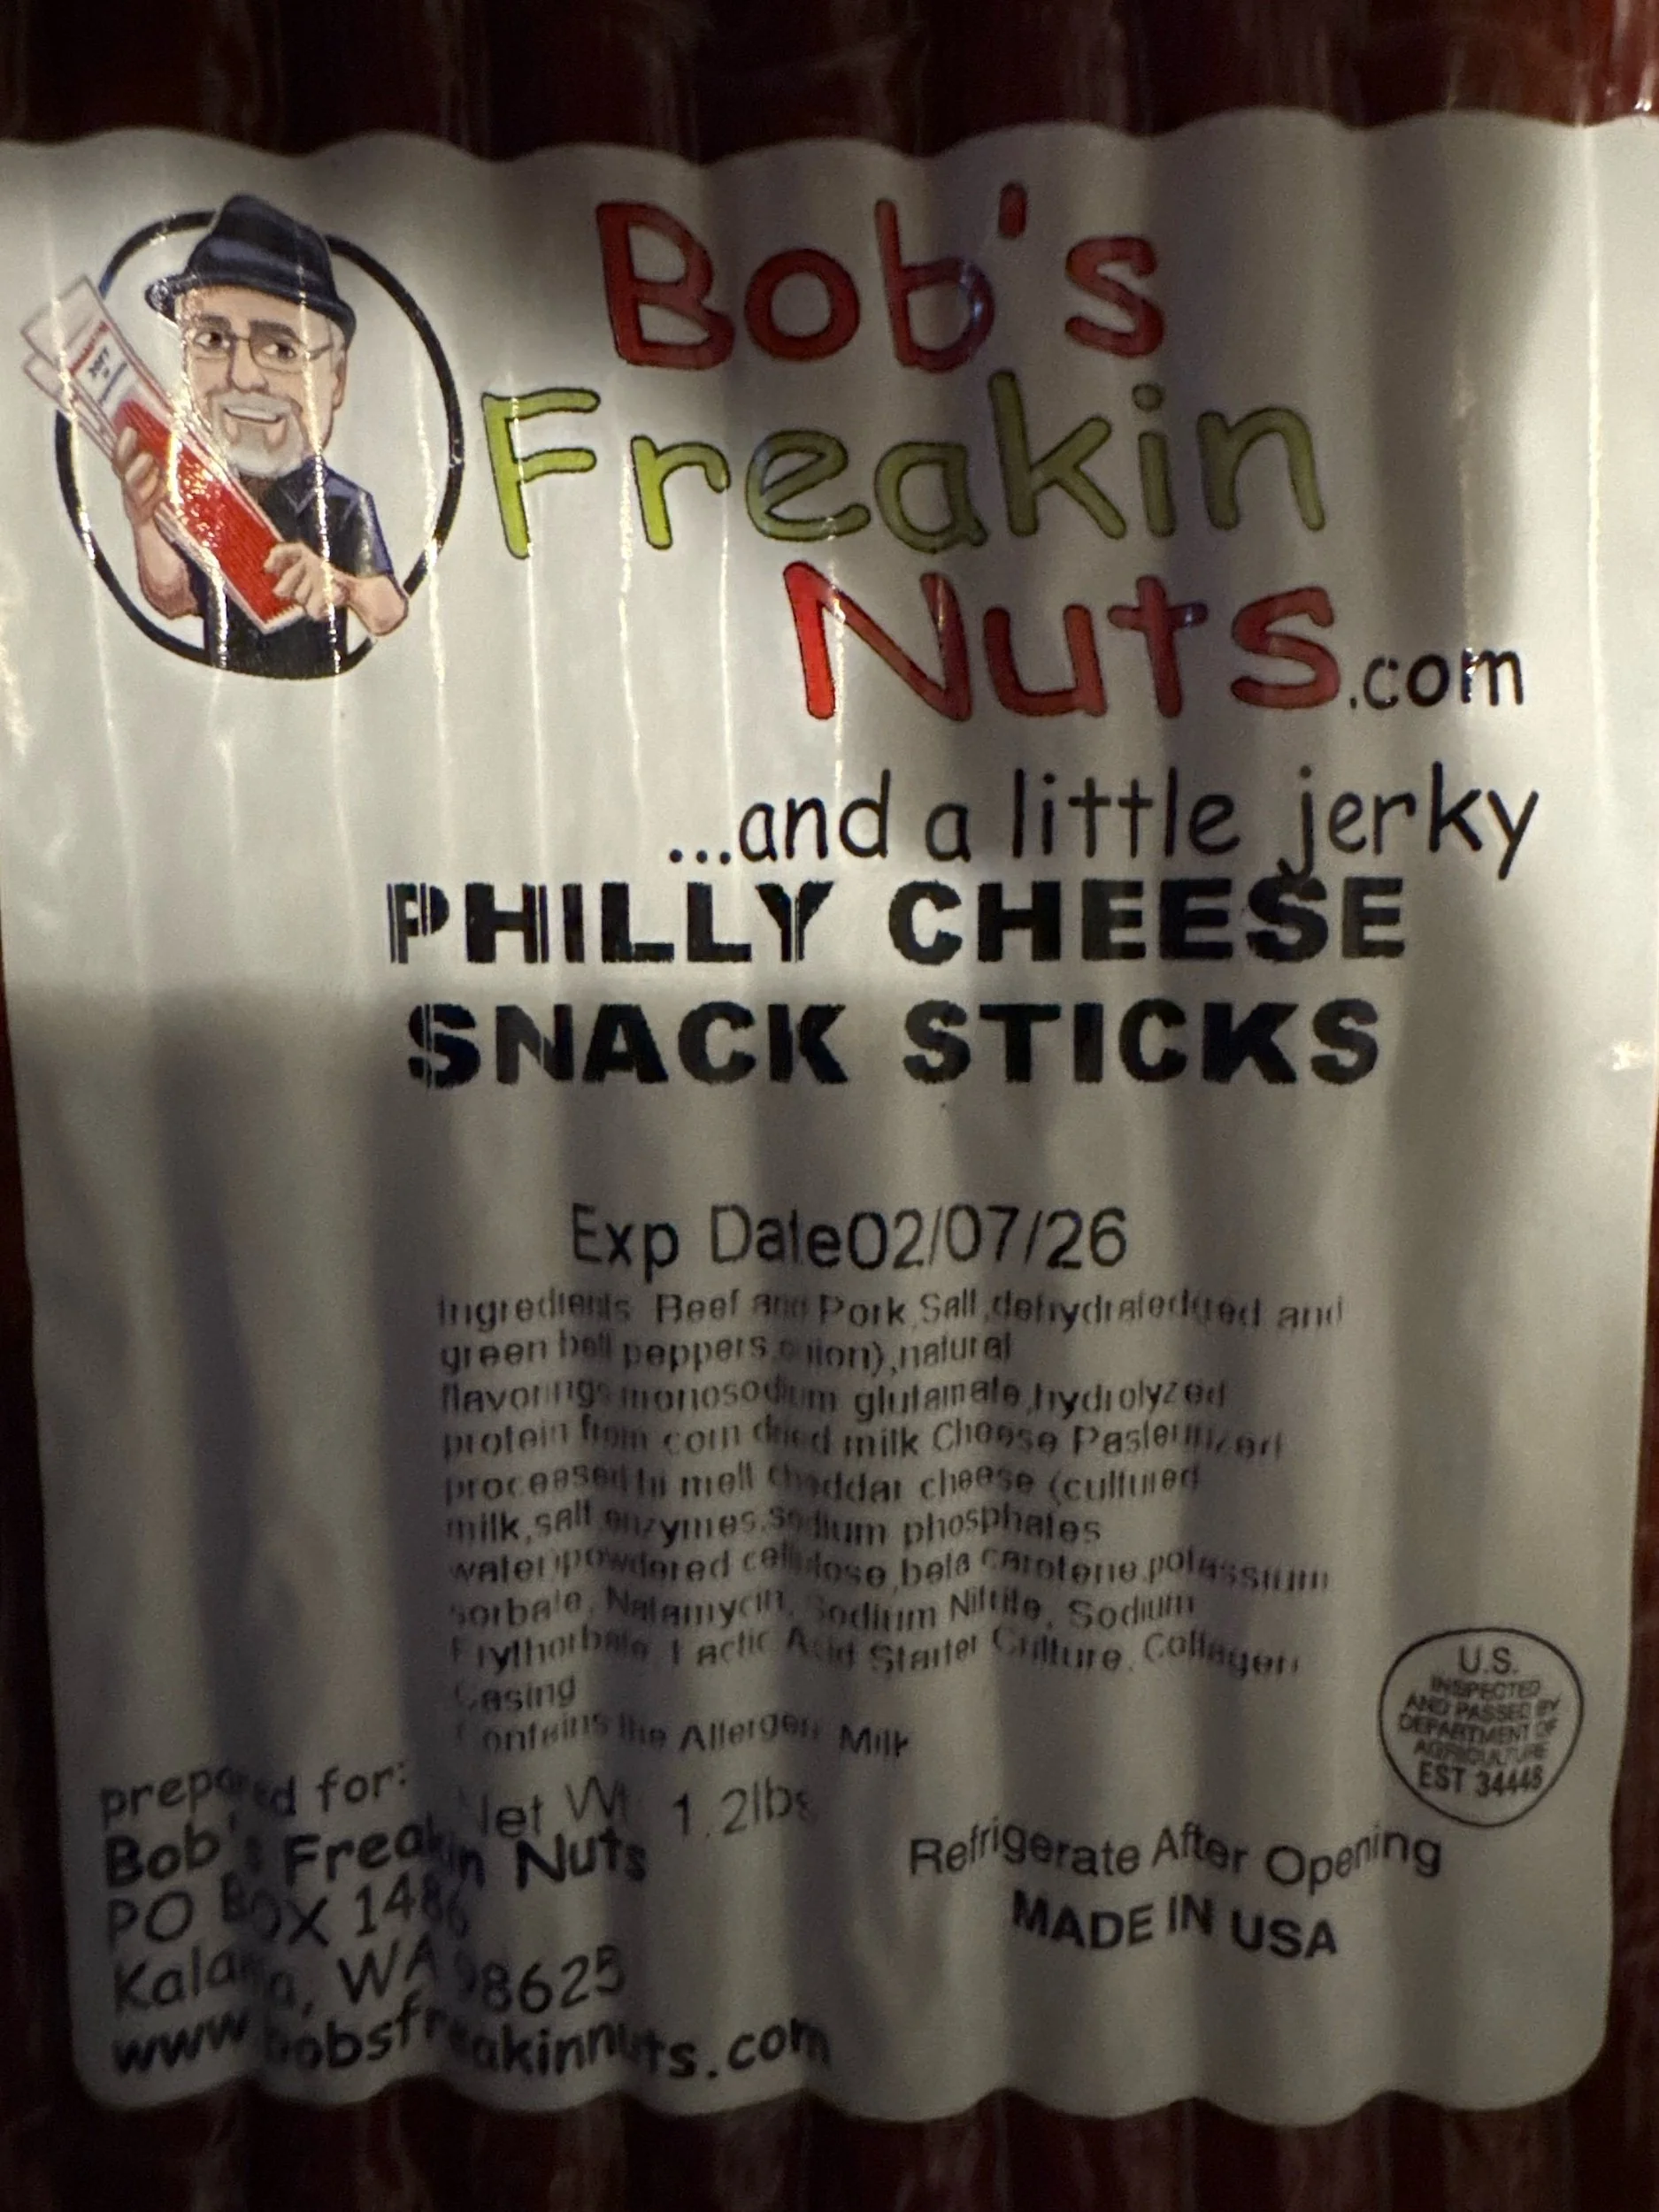 Bob's
Freakin
Nuts.com
...and a little jerky
PHILLY CHEESE
SNACK STICKS
Exp Date02/07/26
Ingredients Beef and Pork,Salt,dehydrated(red and
green bell peppers,onion),natural
flavorings monosodium glutamate,hydrolyzed
protein from corn dried milk Cheese Pasteurized
processed hi melt cheddar cheese (cultured
milk,salt,enzymes,sodium phosphates
water)powdered cellulose,beta carotene,potassium
sorbate, Natamycin, Sodium Nitrite, Sodium
Erythorbate, Lactic Acid Starter Culture, Collagen
Casing
Contains the Allergen Milk
Net Wt 1.2lbs
prepared for:
Bob's Freakin Nuts
PO BOX 1486
Kalama, WA 98625
www.bobsfreakinnuts.com
Refrigerate After Opening
MADE IN USA
U.S.
INSPECTED
AND PASSED BY
DEPARTMENT OF
AGRICULTURE
EST 34448